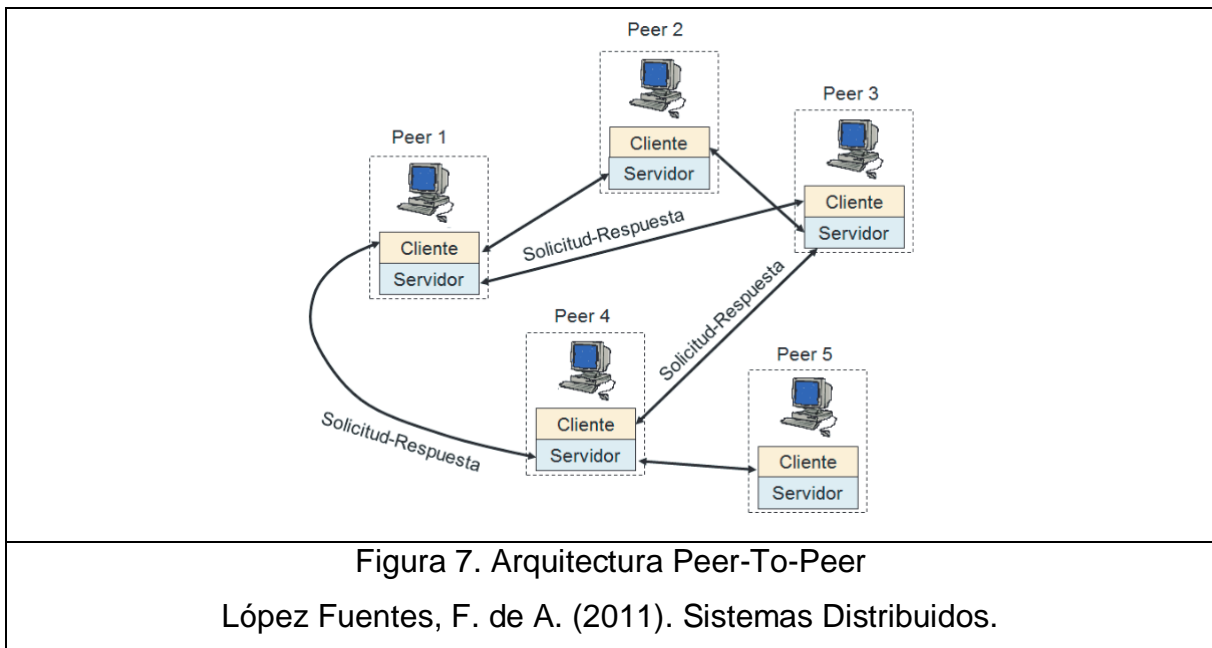 Peer 2
Peer 3
Peer 1
Cliente
Servidor
Cliente
Servidor
Solicitud-Respuesta
Cliente
Servidor
Peer 4
Solicitud-Respuesta
Peer 5
Cliente
Servidor
Solicitud-Respuesta
Cliente
Servidor
Figura 7. Arquitectura Peer-To-Peer
López Fuentes, F. de A. (2011). Sistemas Distribuidos.